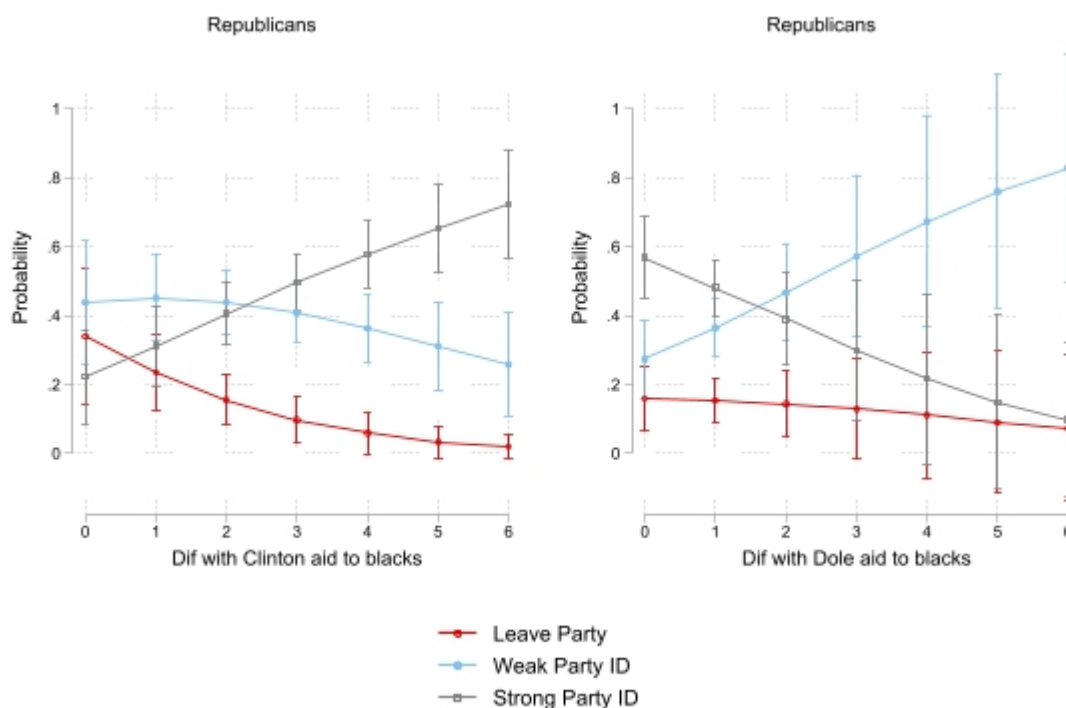 Republicans
Probability
1
.8
.6
.4
.2
0
0 1 2 3 4 5 6
Dif with Clinton aid to blacks
Republicans
Probability
1
.8
.6
.4
.2
0
0 1 2 3 4 5 6
Dif with Dole aid to blacks
Leave Party
Weak Party ID
Strong Party ID